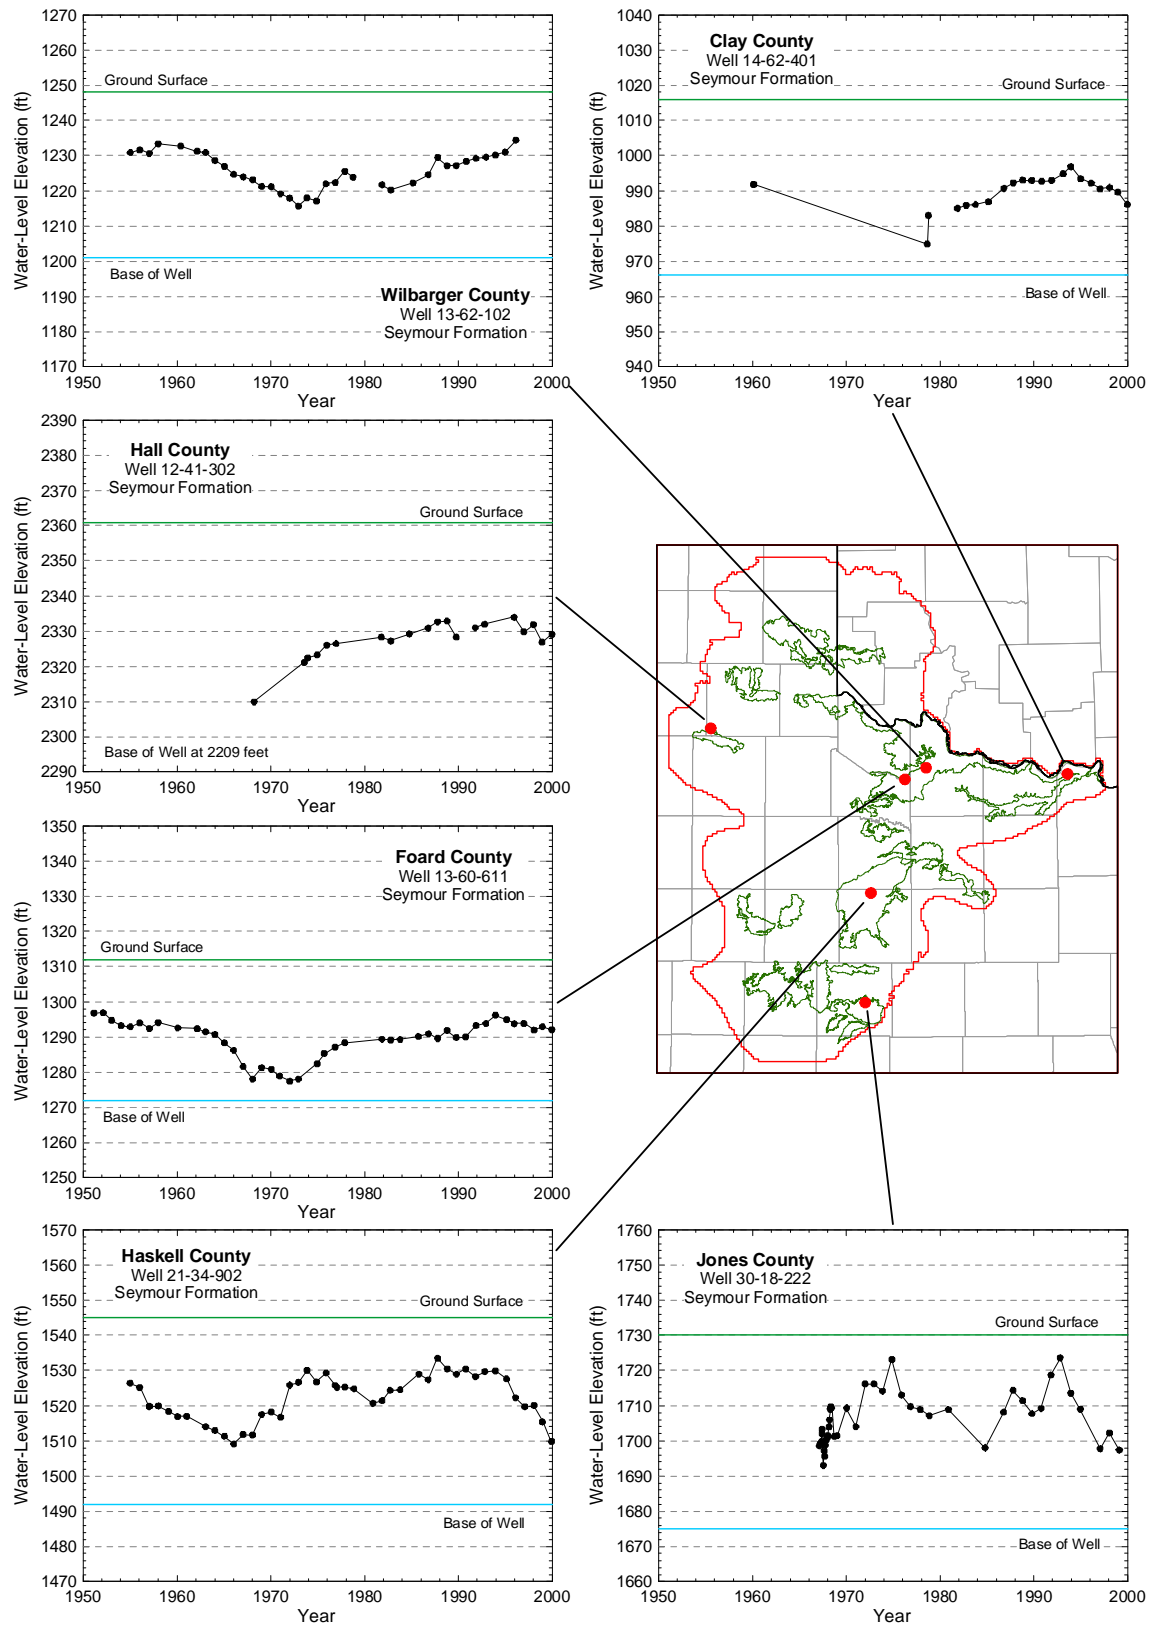 1270
1260
1250
1240
1230
1220
1210
1200
1190
1180
1170
Water-Level Elevation (ft)
Ground Surface
Base of Well
Wilbarger County
Well 13-62-102
Seymour Formation
1950 1960 1970 1980 1990 2000
Year
1040
1030
1020
1010
1000
990
980
970
960
950
940
Water-Level Elevation (ft)
Clay County
Well 14-62-401
Seymour Formation
Ground Surface
Base of Well
1950 1960 1970 1980 1990 2000
Year
2390
2380
2370
2360
2350
2340
2330
2320
2310
2300
2290
Water-Level Elevation (ft)
Hall County
Well 12-41-302
Seymour Formation
Ground Surface
Base of Well at 2209 feet
1950 1960 1970 1980 1990 2000
Year
1350
1340
1330
1320
1310
1300
1290
1280
1270
1260
1250
Water-Level Elevation (ft)
Foard County
Well 13-60-611
Seymour Formation
Ground Surface
Base of Well
1950 1960 1970 1980 1990 2000
Year
1570
1560
1550
1540
1530
1520
1510
1500
1490
1480
1470
Water-Level Elevation (ft)
Haskell County
Well 21-34-902
Seymour Formation
Ground Surface
Base of Well
1950 1960 1970 1980 1990 2000
Year
1760
1750
1740
1730
1720
1710
1700
1690
1680
1670
1660
Water-Level Elevation (ft)
Jones County
Well 30-18-222
Seymour Formation
Ground Surface
Base of Well
1950 1960 1970 1980 1990 2000
Year